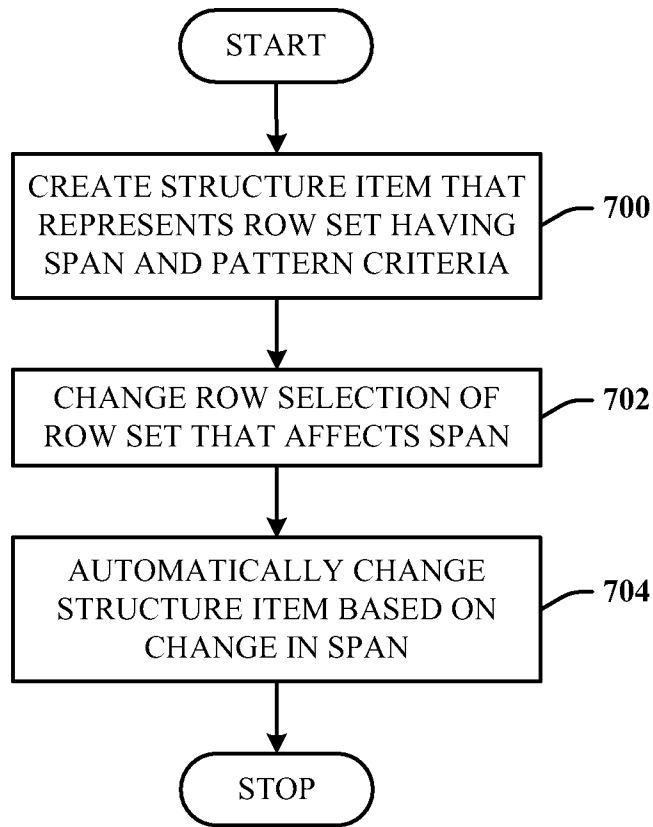 START
CREATE STRUCTURE ITEM THAT
REPRESENTS ROW SET HAVING
SPAN AND PATTERN CRITERIA
700
CHANGE ROW SELECTION OF
ROW SET THAT AFFECTS SPAN
702
AUTOMATICALLY CHANGE
STRUCTURE ITEM BASED ON
CHANGE IN SPAN
704
STOP